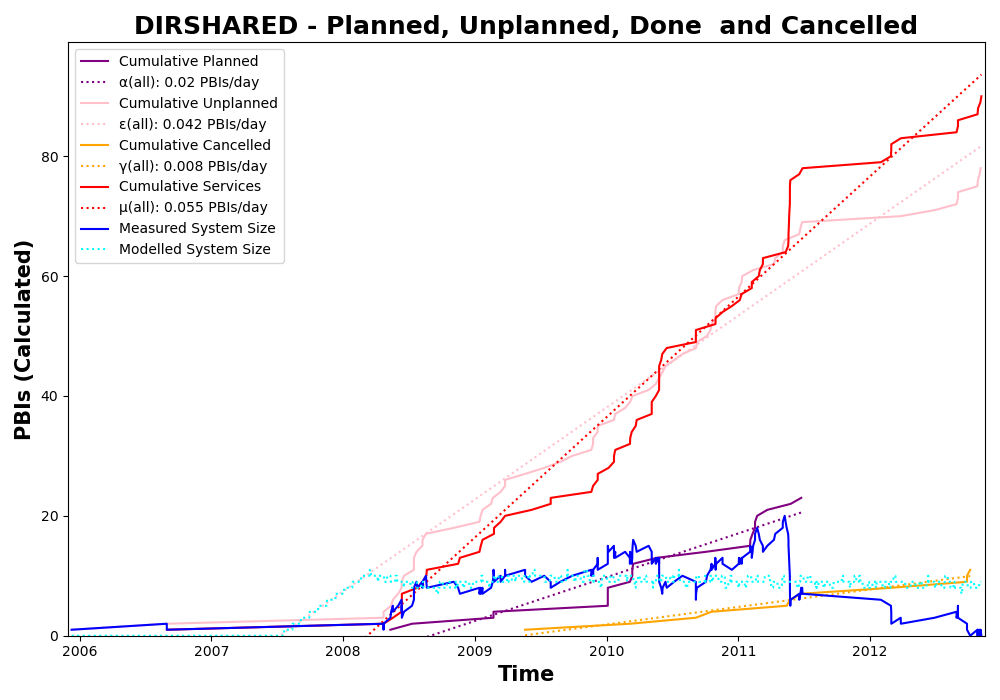 DIRSHARED - Planned, Unplanned, Done  and Cancelled
Cumulative Planned
α(all): 0.02 PBIs/day
Cumulative Unplanned
ε(all): 0.042 PBIs/day
Cumulative Cancelled
γ(all): 0.008 PBIs/day
Cumulative Services
μ(all): 0.055 PBIs/day
Measured System Size
Modelled System Size
PBIs (Calculated)
80
60
40
20
0
2006 2007 2008 2009 2010 2011 2012
Time